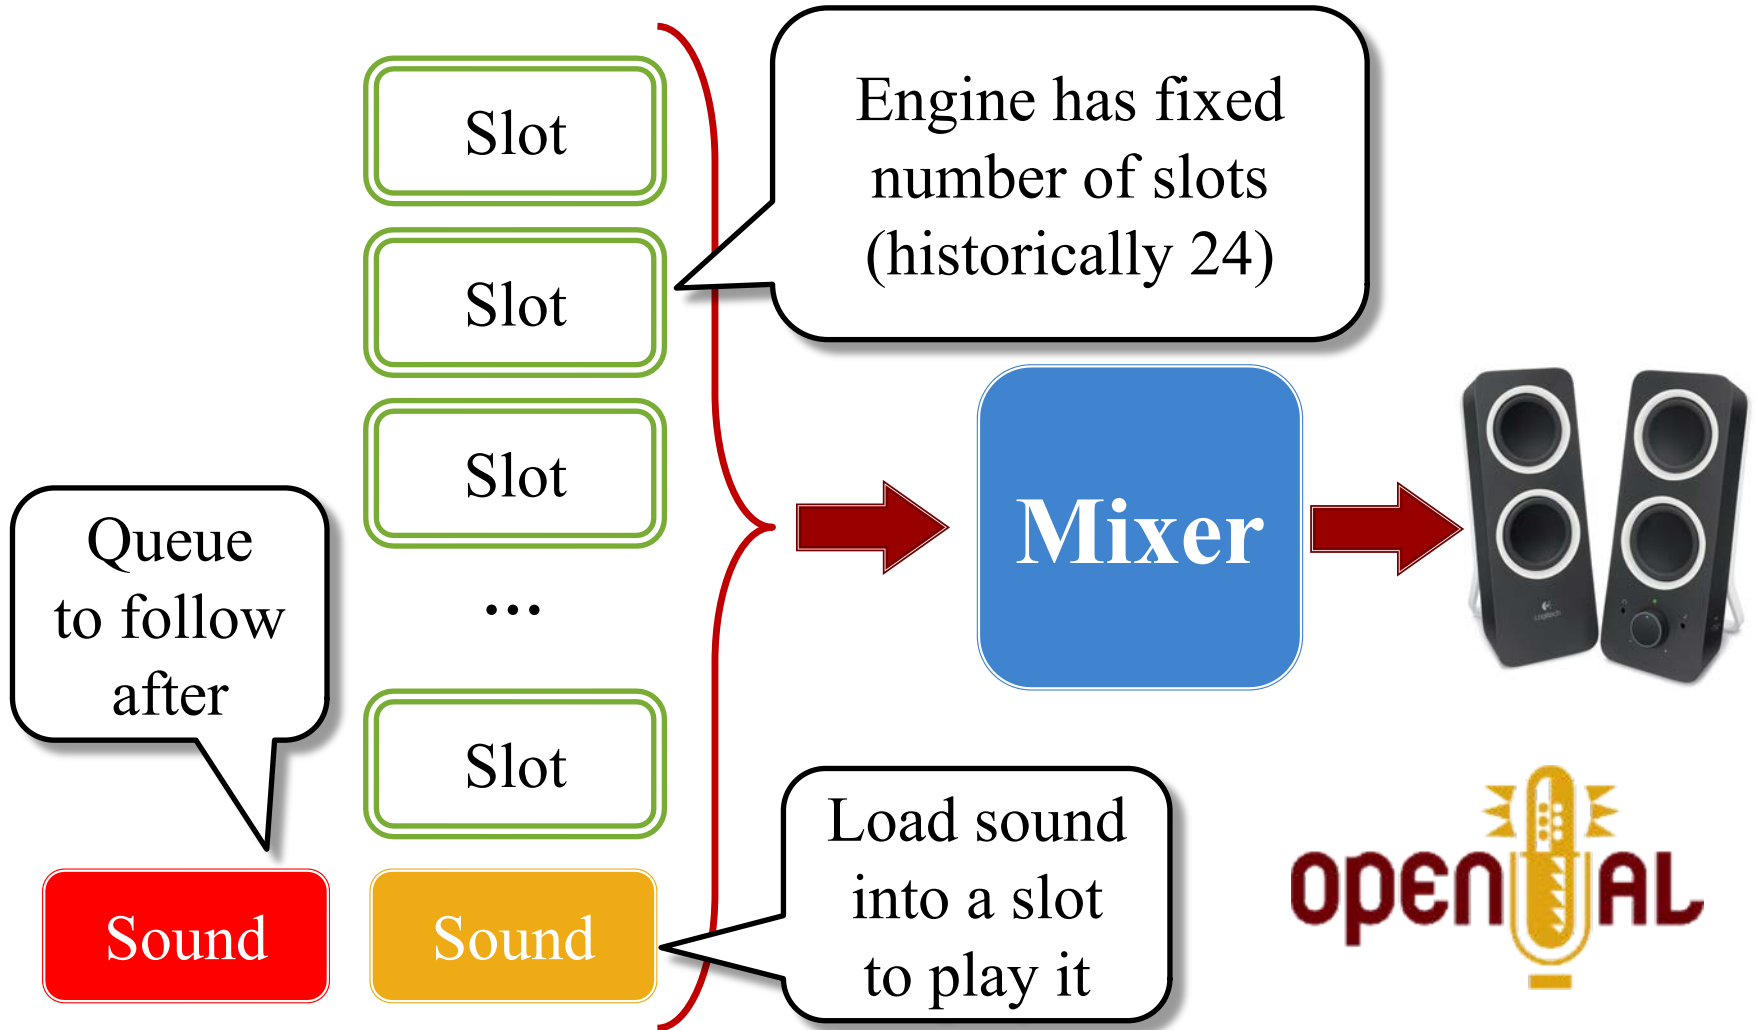 Slot
Engine has fixed
number of slots
(historically 24)
Slot
Slot
Queue
to follow
after
...
Mixer
Logitech
Slot
Load sound
into a slot
to play it
OPENAL
Sound
Sound